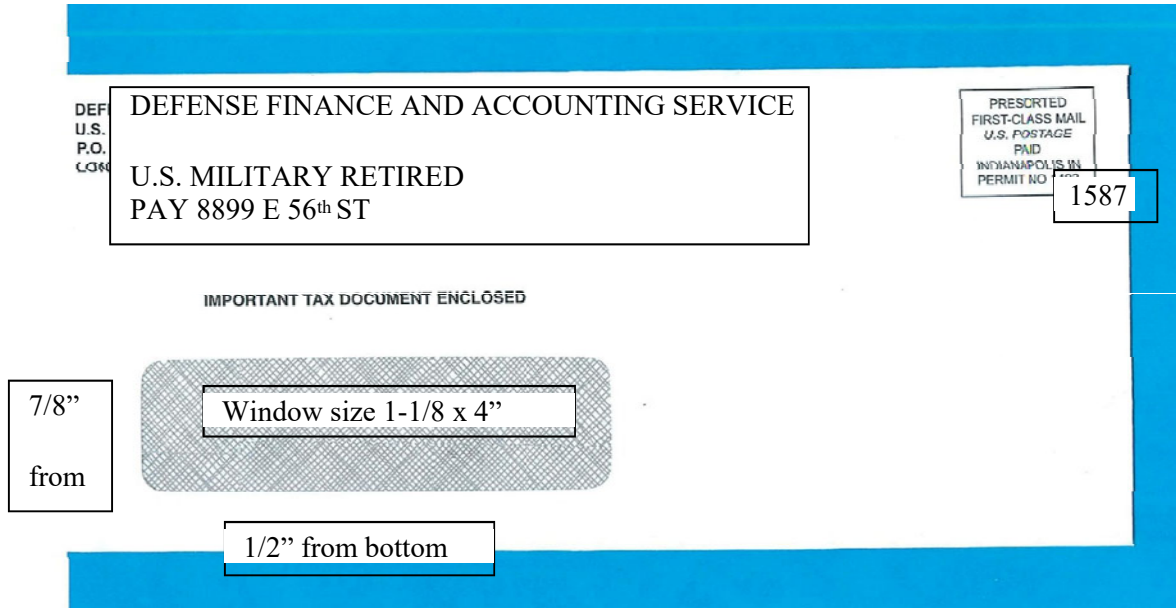 DEFENSE FINANCE AND ACCOUNTING SERVICE
U.S. MILITARY RETIRED
PAY 8899 E 56th ST
DEFE
U.S.
P.O.
PRESORTED
FIRST-CLASS MAIL
U.S. POSTAGE
PAID
INDIANAPOLIS IN
PERMIT NO
1587
IMPORTANT TAX DOCUMENT ENCLOSED
7/8”
from
Window size 1-1/8 x 4”
1/2” from bottom